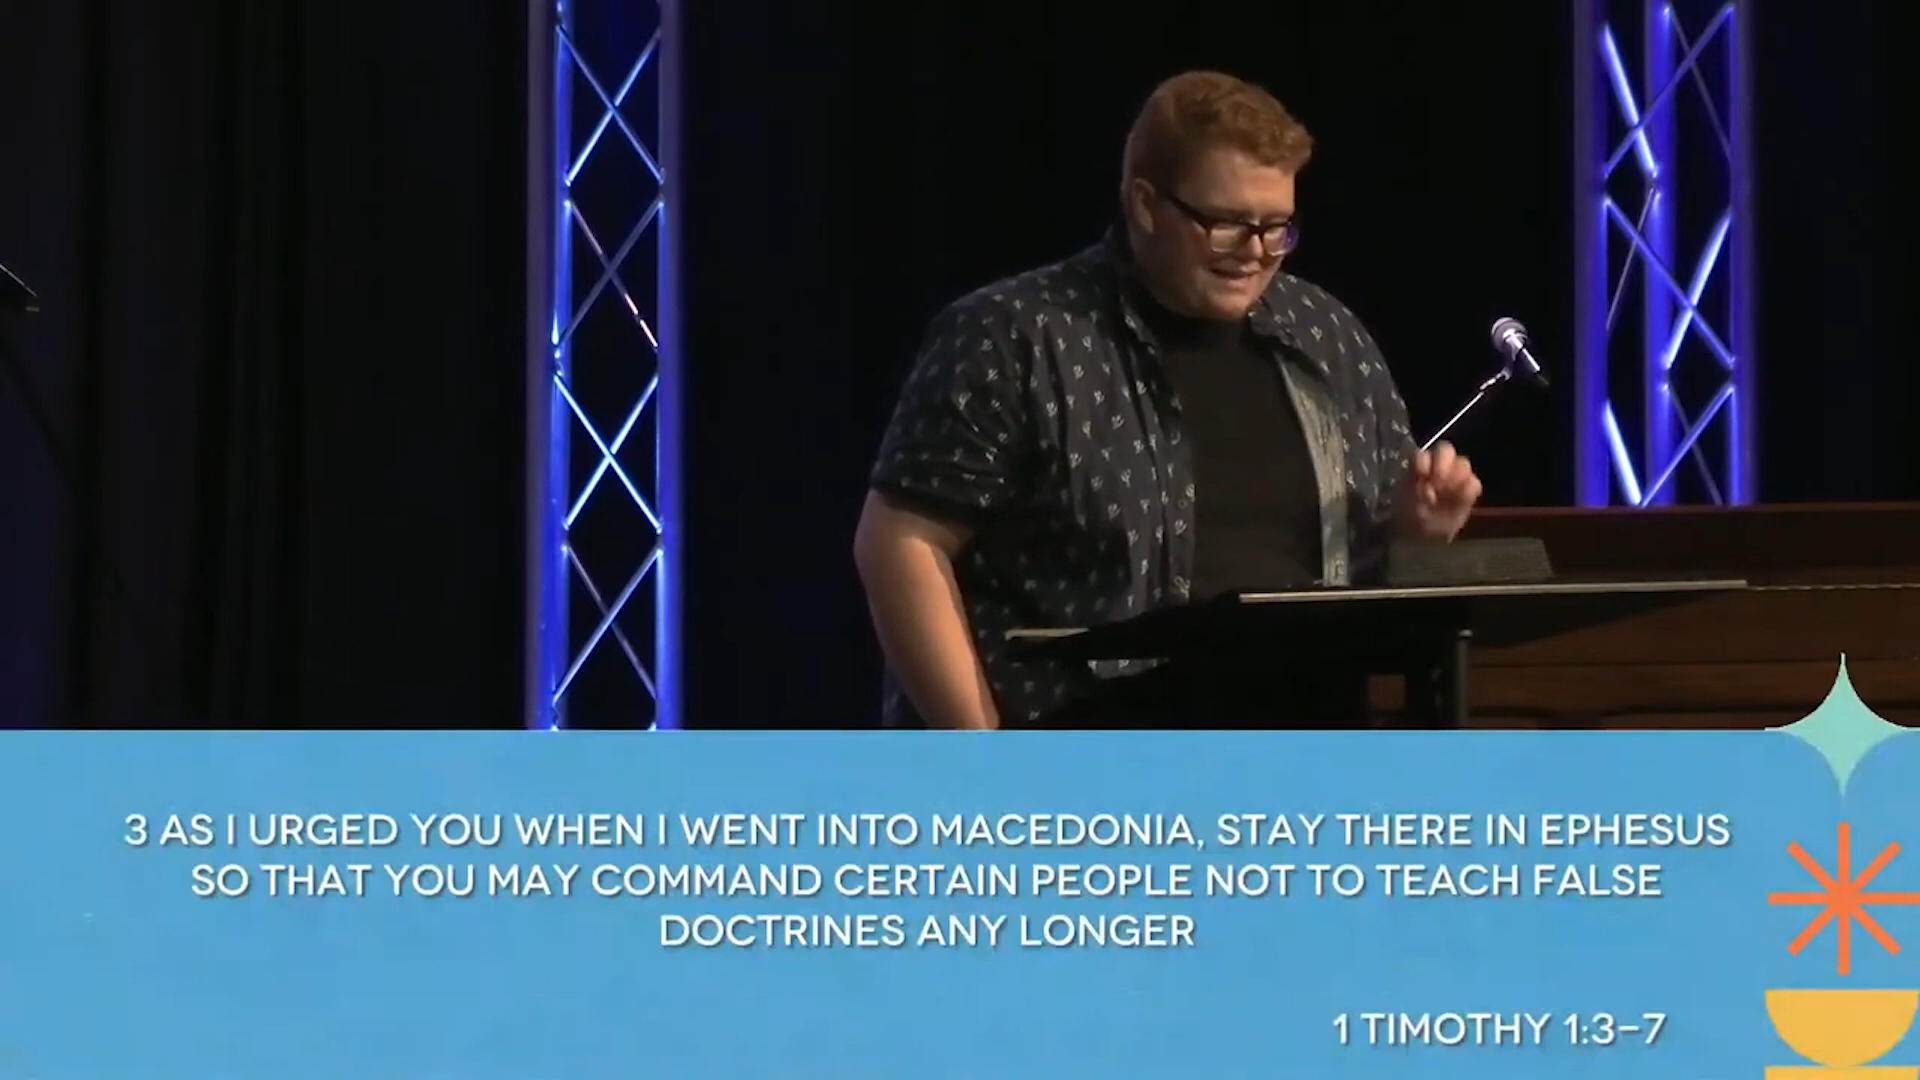 3 AS I URGED YOU WHEN I WENT INTO MACEDONIA, STAY THERE IN EPHESUS
SO THAT YOU MAY COMMAND CERTAIN PEOPLE NOT TO TEACH FALSE
DOCTRINES ANY LONGER
1 TIMOTHY 1:3–7